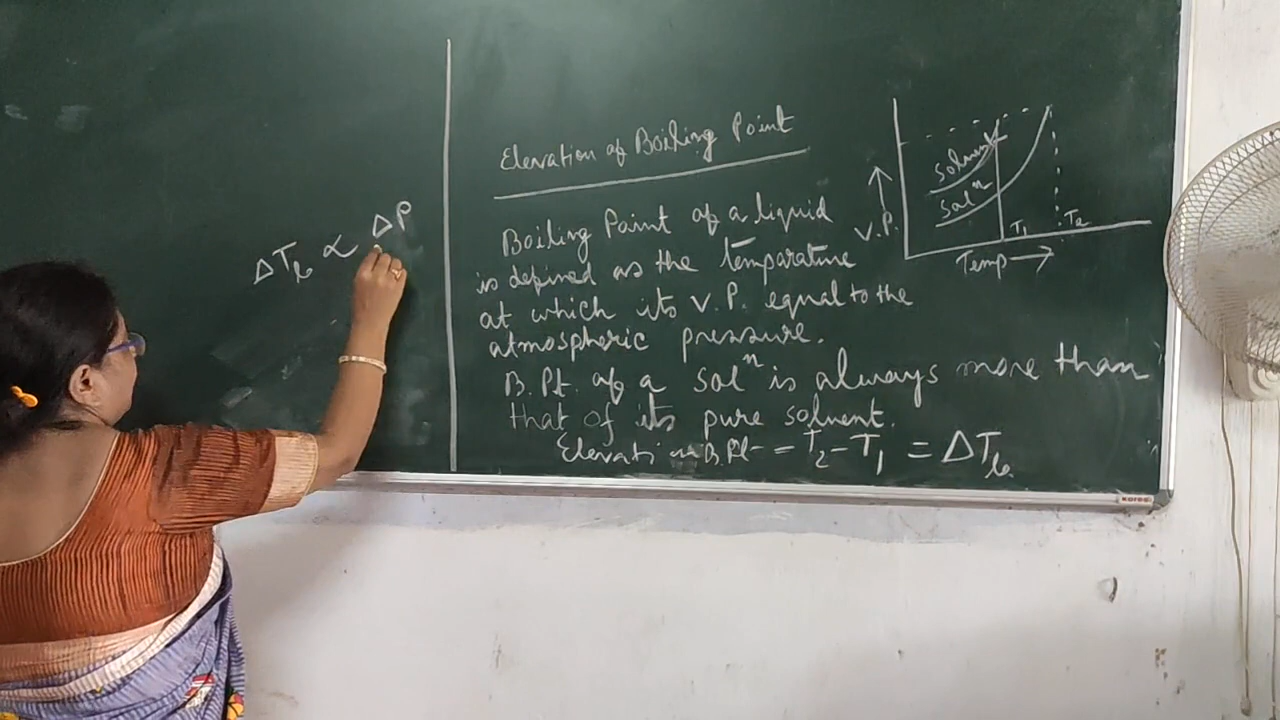 ΔT_b ∝ ΔP
Elevation of Boiling Point
Boiling Point of a liquid
is defined as the temparature
at which its V.P. equal to the
atmospheric pressure.
B.Pt. of a solⁿ is always more than
that of its pure solvent.
Elevati in B.Pt = T₂-T₁ = ΔT_b
solvent
solⁿ
V.P.
T₁
T₂
Temp →
kores